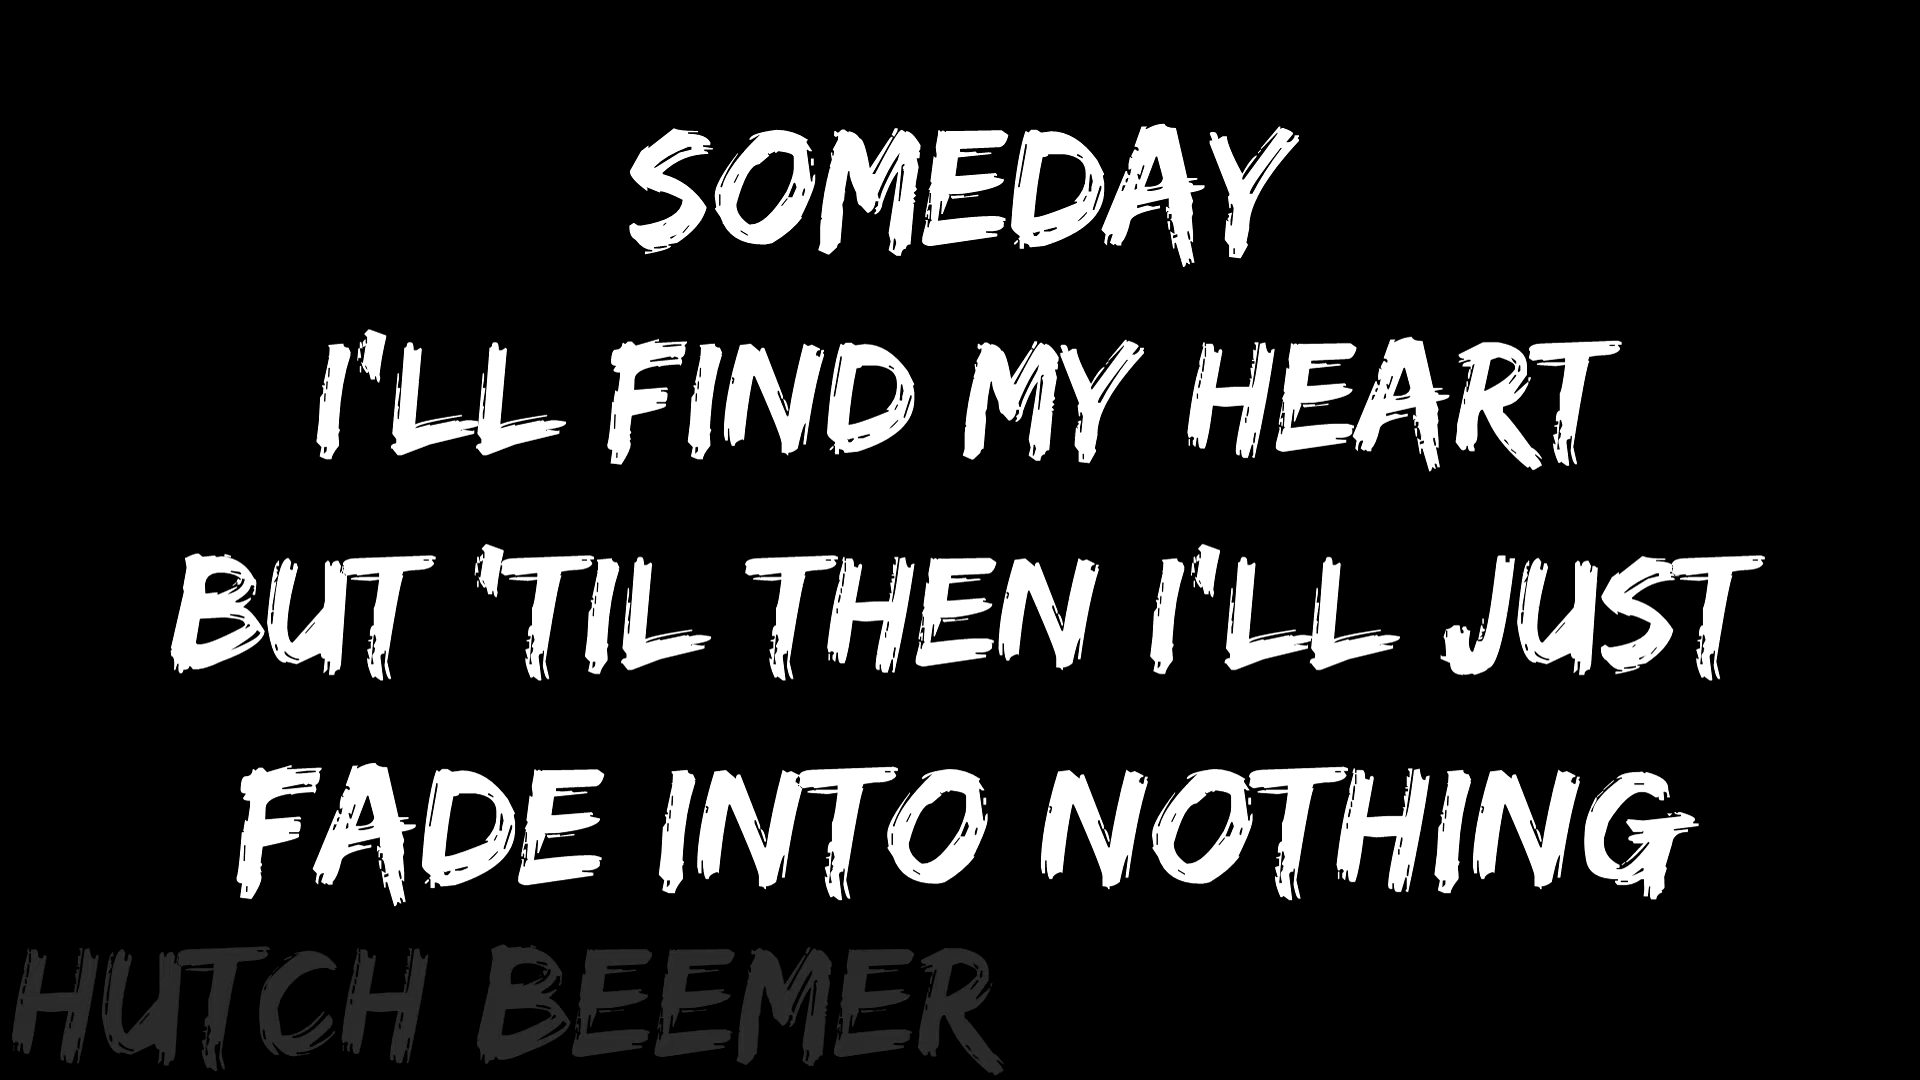 SOMEDAY
I'LL FIND MY HEART
BUT 'TIL THEN I'LL JUST
FADE INTO NOTHING
HUTCH BEEMER